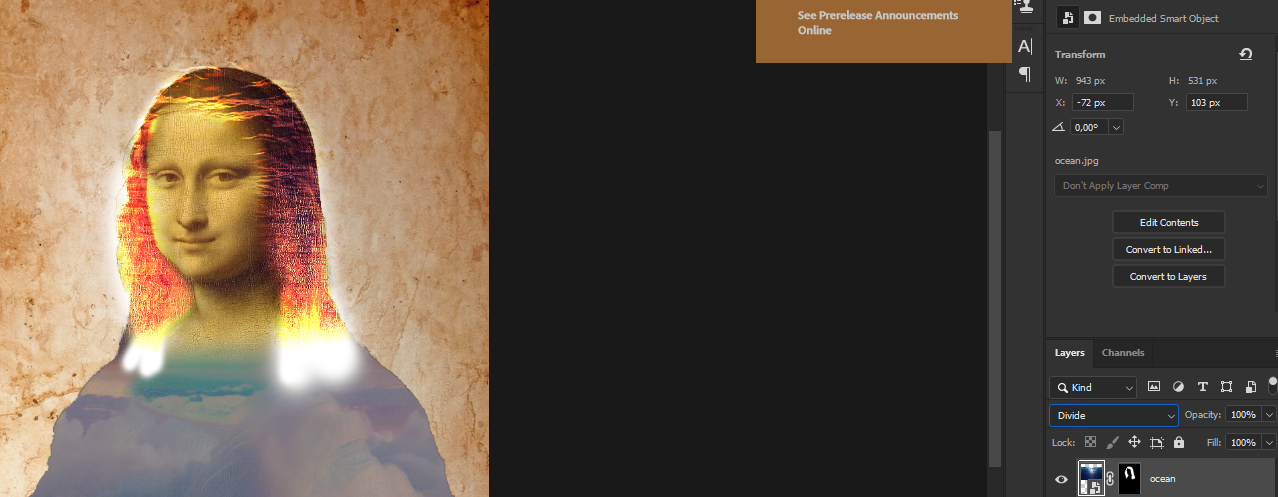 See Prerelease Announcements
Online
A|
Embedded Smart Object
Transform
W: 943 px H: 531 px
X: -72 px Y: 103 px
0,00°
ocean.jpg
Don't Apply Layer Comp
Edit Contents
Convert to Linked...
Convert to Layers
Layers Channels
Kind
Divide Opacity: 100%
Lock: Fill: 100%
ocean